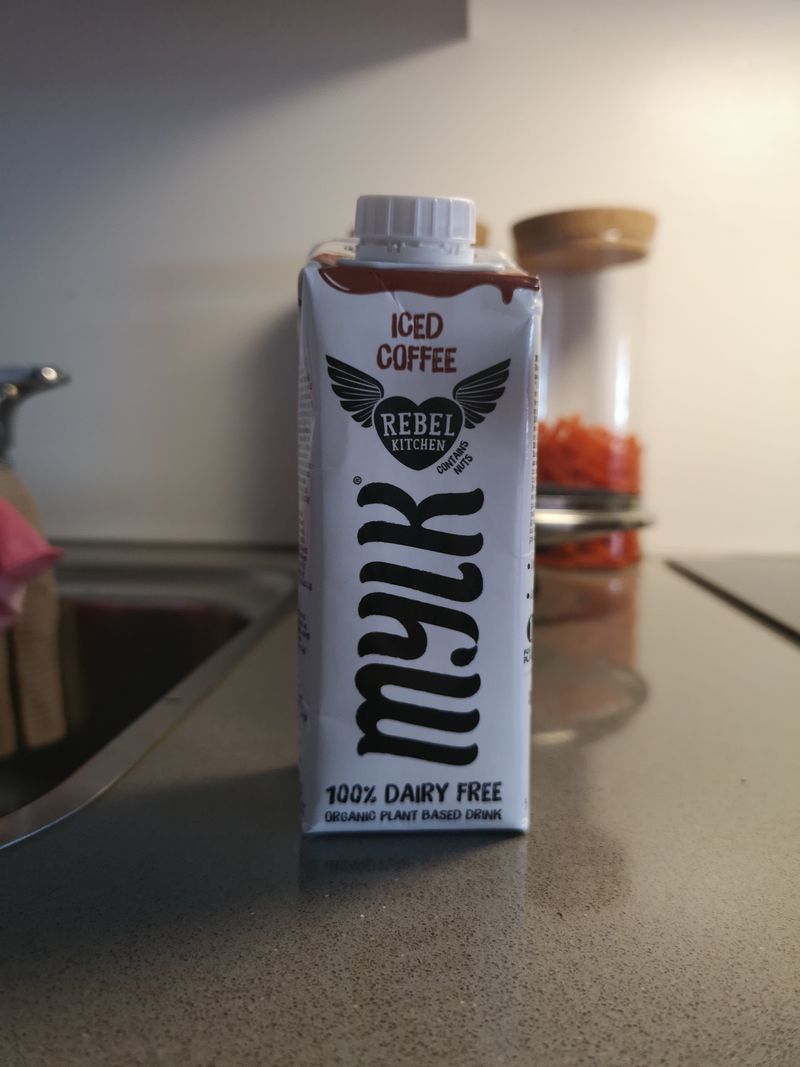 ICED
COFFEE
REBEL
KITCHEN
CONTAINS
NUTS
®
MYLK
100% DAIRY FREE
ORGANIC PLANT BASED DRINK